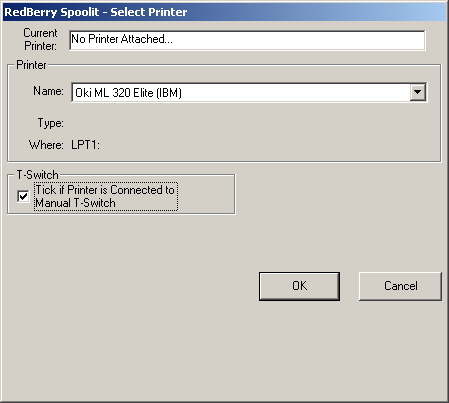 RedBerry Spoolit - Select Printer
Current
Printer:
No Printer Attached...
Printer
Name:
Oki ML 320 Elite (IBM)
Type:
Where: LPT1:
T-Switch
Tick if Printer is Connected to
Manual T-Switch
OK
Cancel